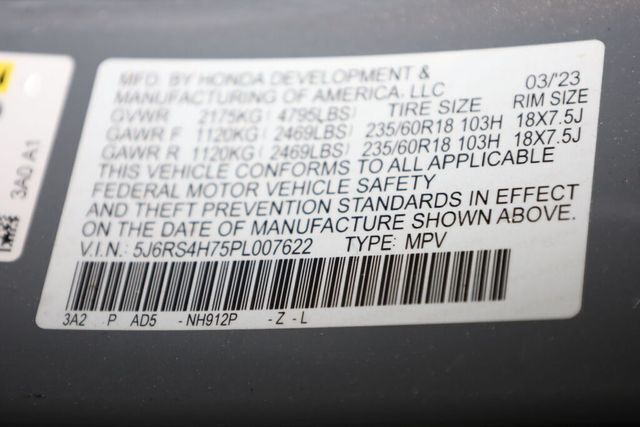 MFD. BY HONDA DEVELOPMENT & 03/'23
MANUFACTURING OF AMERICA, LLC
GVWR 2175KG( 4795LBS) TIRE SIZE RIM SIZE
GAWR F 1120KG( 2469LBS) 235/60R18 103H 18X7.5J
GAWR R 1120KG( 2469LBS) 235/60R18 103H 18X7.5J
THIS VEHICLE CONFORMS TO ALL APPLICABLE
FEDERAL MOTOR VEHICLE SAFETY
AND THEFT PREVENTION STANDARDS IN EFFECT
ON THE DATE OF MANUFACTURE SHOWN ABOVE.
V.I.N.: 5J6RS4H75PL007622 TYPE: MPV
3A2 P AD5 -NH912P -Z-L
3A0 A1